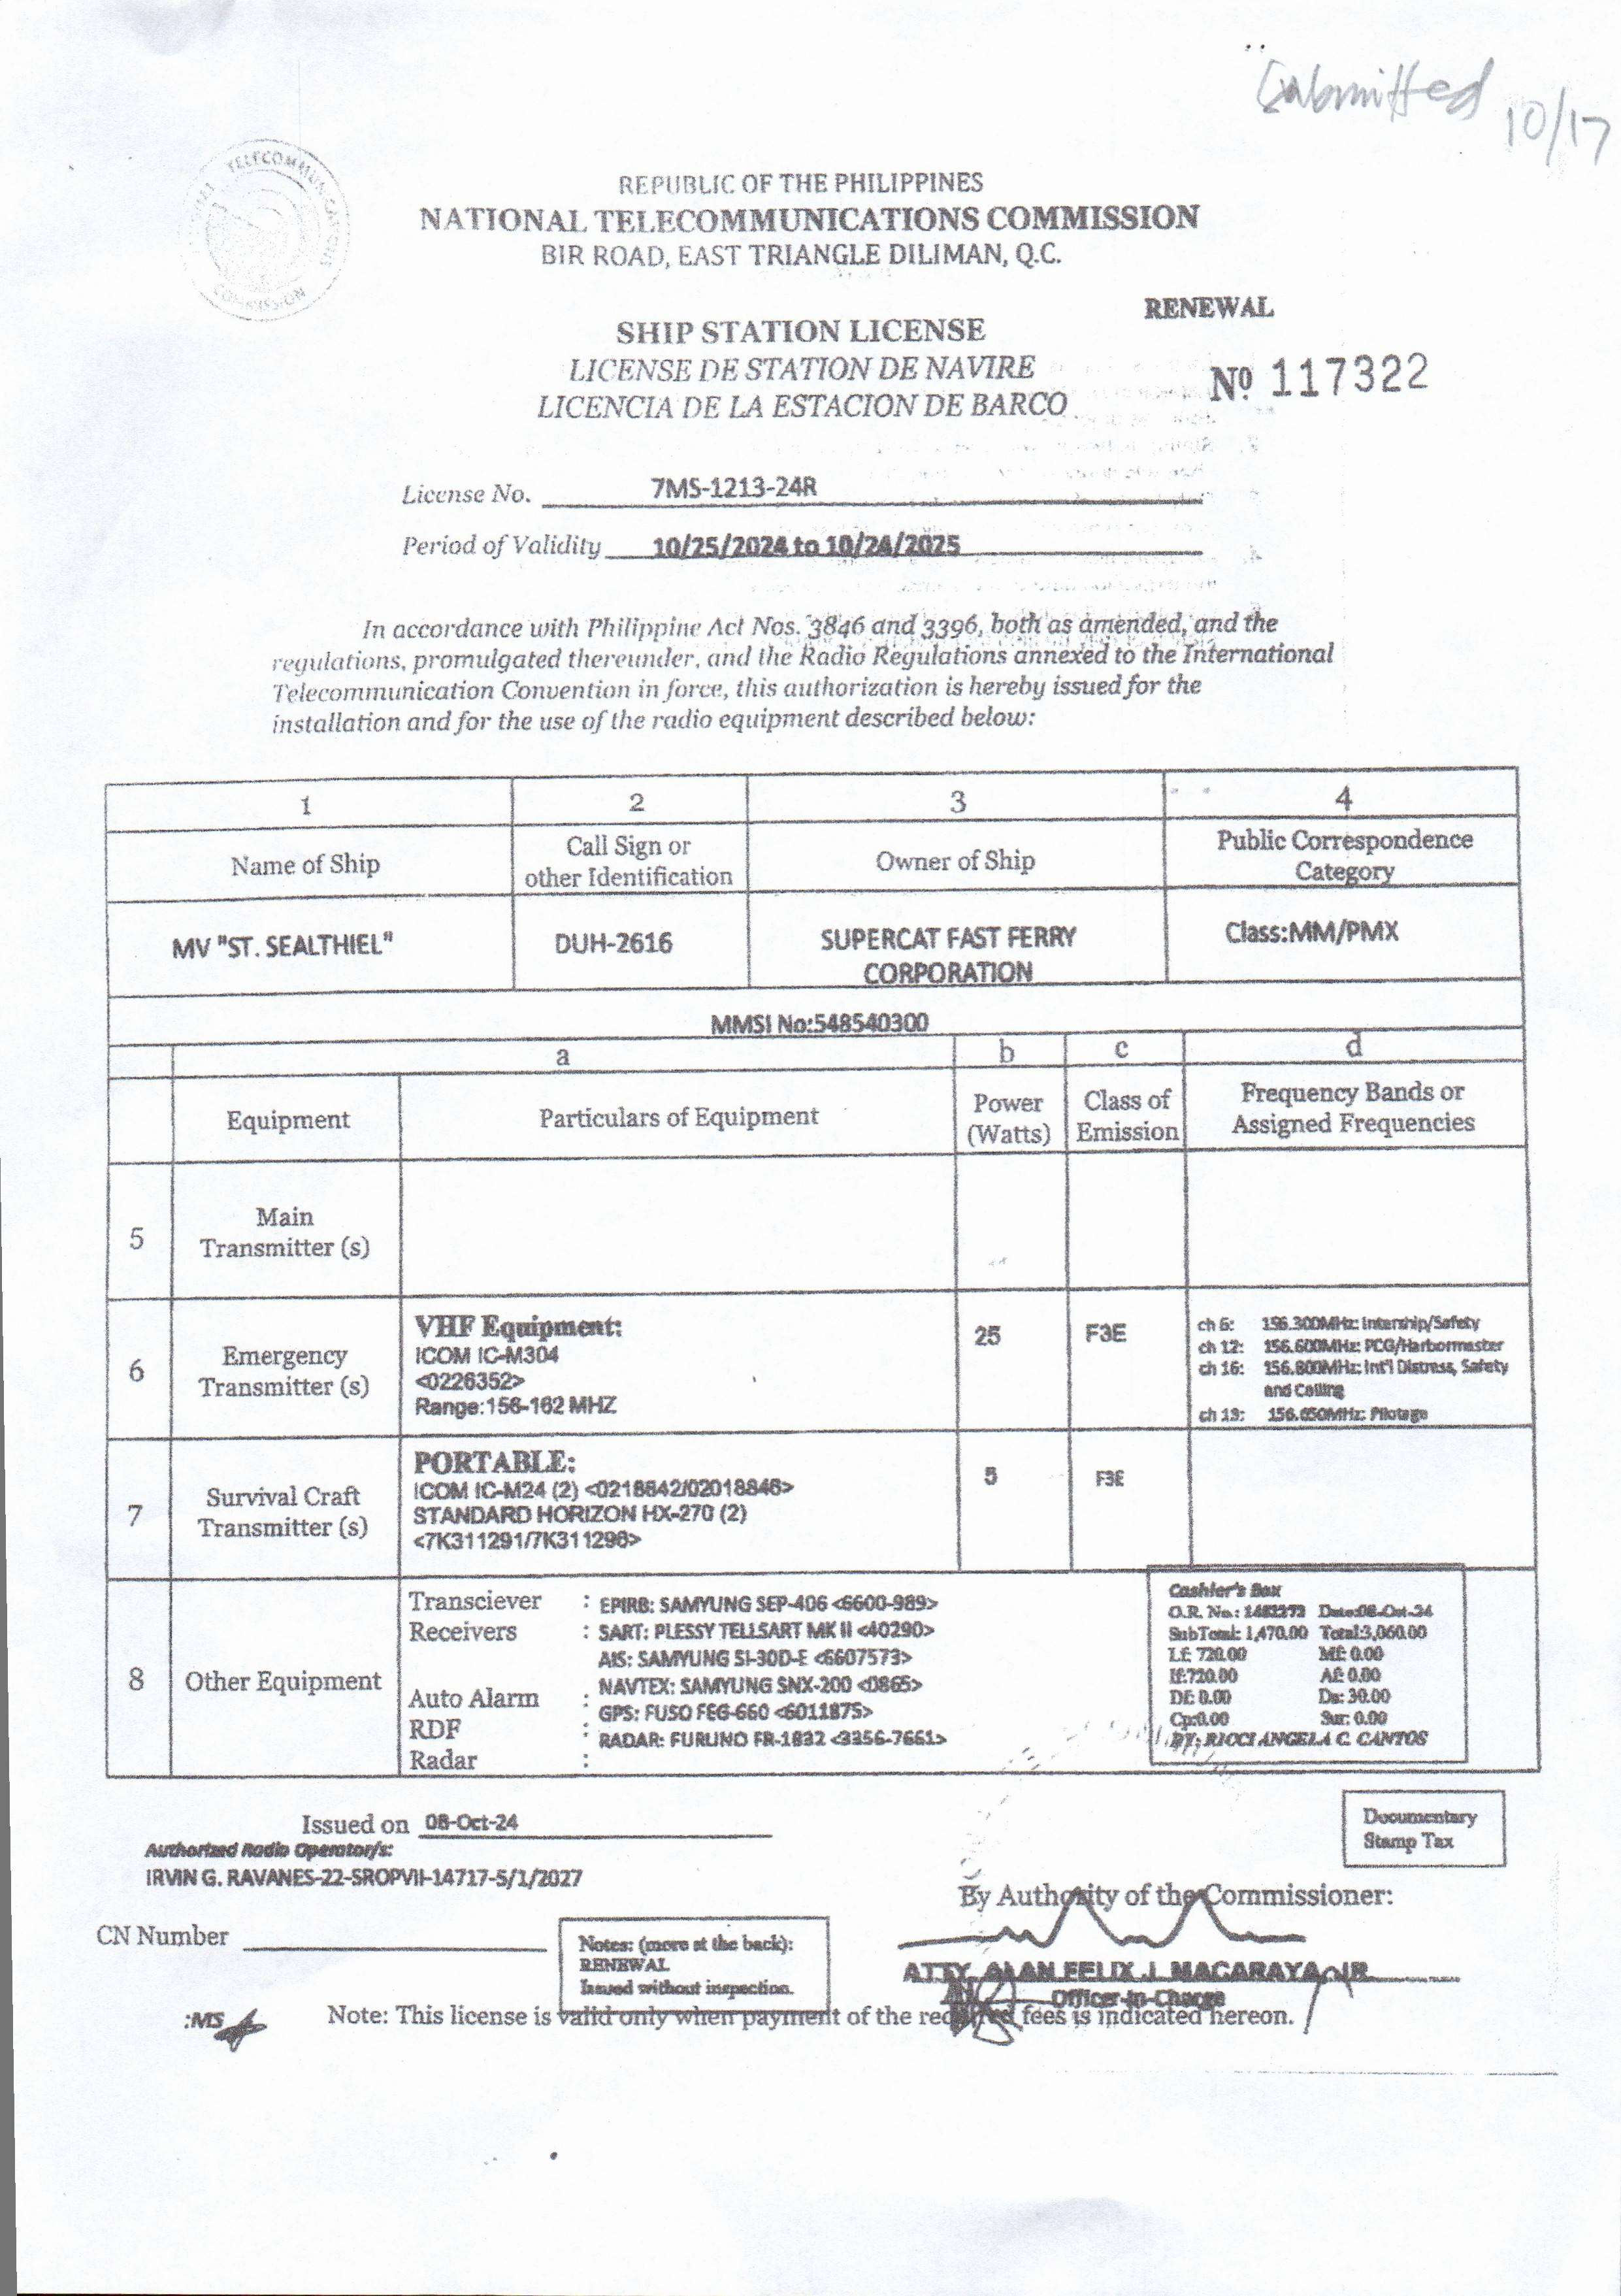 Submitted 10/17
TELECOMMUNICATIONS
COMMISSION
REPUBLIC OF THE PHILIPPINES
NATIONAL TELECOMMUNICATIONS COMMISSION
BIR ROAD, EAST TRIANGLE DILIMAN, Q.C.
RENEWAL
SHIP STATION LICENSE
LICENSE DE STATION DE NAVIRE
Nº 117322
LICENCIA DE LA ESTACION DE BARCO
License No. 7MS-1213-24R
Period of Validity 10/25/2024 to 10/24/2025
In accordance with Philippine Act Nos. 3846 and 3396, both as amended, and the
regulations, promulgated thereunder, and the Radio Regulations annexed to the International
Telecommunication Convention in force, this authorization is hereby issued for the
installation and for the use of the radio equipment described below:
1 2 3 4
Name of Ship
Call Sign or
other Identification
Owner of Ship
Public Correspondence
Category
MV "ST. SEALTHIEL"
DUH-2616
SUPERCAT FAST FERRY
CORPORATION
Class:MM/PMX
MMSI No:548540300
a b c d
Equipment
Particulars of Equipment
Power
(Watts)
Class of
Emission
Frequency Bands or
Assigned Frequencies
5
Main
Transmitter (s)
6
Emergency
Transmitter (s)
VHF Equipment:
ICOM IC-M304
<0226352>
Range:156-162 MHZ
25
F3E
ch 6: 156.300MHz: Intership/Safety
ch 12: 156.600MHz: PCG/Harbormaster
ch 16: 156.800MHz: Int'l Distress, Safety
and Calling
ch 13: 156.650MHz: Pilotage
7
Survival Craft
Transmitter (s)
PORTABLE:
ICOM IC-M24 (2) <0218842/02018846>
STANDARD HORIZON HX-270 (2)
<7K311291/7K311296>
5
F3E
8
Other Equipment
Transciever :
Receivers :
Auto Alarm :
RDF :
Radar :
EPIRB: SAMYUNG SEP-406 <6600-989>
SART: PLESSY TELLSART MK II <40290>
AIS: SAMYUNG SI-30D-E <6607573>
NAVTEX: SAMYUNG SNX-200 <0865>
GPS: FUSO FEG-660 <6011875>
RADAR: FURUNO FR-1832 <3356-7661>
Cashier's Box
O.R. No.: 1482273 Date:08-Oct-24
SubTotal: 1,470.00 Total:3,060.00
Lf: 720.00 Mf: 0.00
If:720.00 Af: 0.00
Df: 0.00 Ds: 30.00
Cp:0.00 Sur: 0.00
BY: RICCI ANGELA C. CANTOS
Issued on 08-Oct-24
Documentary
Stamp Tax
Authorized Radio Operator/s:
IRVIN G. RAVANES-22-SROPVII-14717-5/1/2027
By Authority of the Commissioner:
CN Number
Notes: (more at the back):
RENEWAL
Issued without inspection.
ATTY. ALAN FELIX J. MACARAYA, JR.
Officer-In-Charge
:MS
Note: This license is valid only when payment of the required fees is indicated hereon.